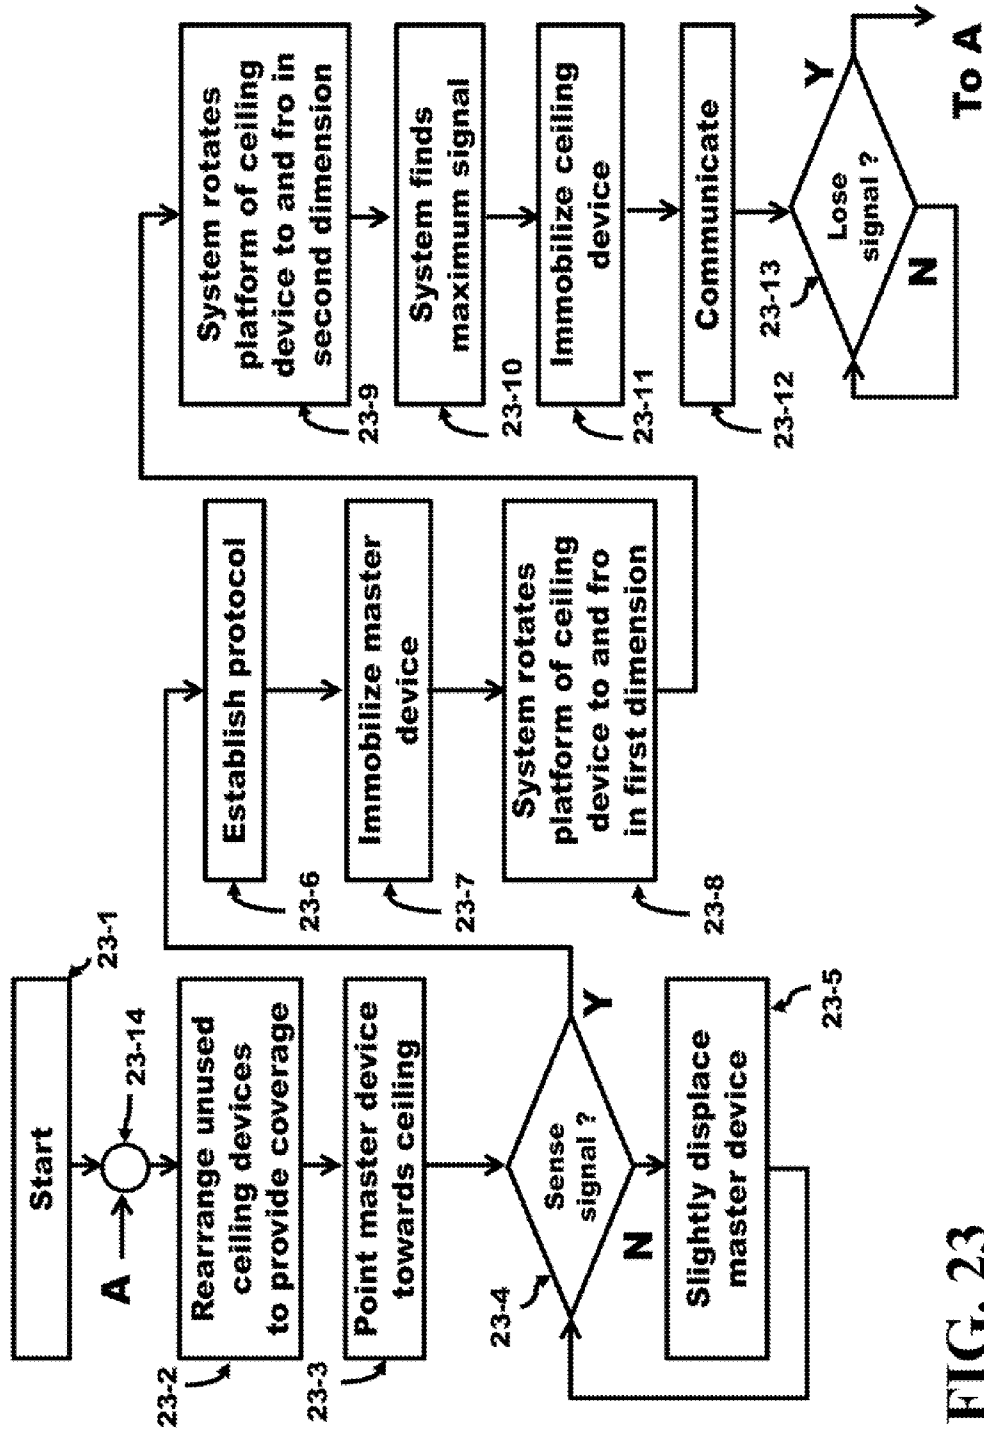 Start
23-1
A
23-14
Rearrange unused
ceiling devices
to provide coverage
23-2
Point master device
towards ceiling
23-3
Sense
signal ?
23-4
Y
N
Slightly displace
master device
23-5
Establish protocol
23-6
Immobilize master
device
23-7
System rotates
platform of ceiling
device to and fro
in first dimension
23-8
System rotates
platform of ceiling
device to and fro in
second dimension
23-9
System finds
maximum signal
23-10
Immobilize ceiling
device
23-11
Communicate
23-12
Lose
signal ?
23-13
Y
N
To A
FIG. 23